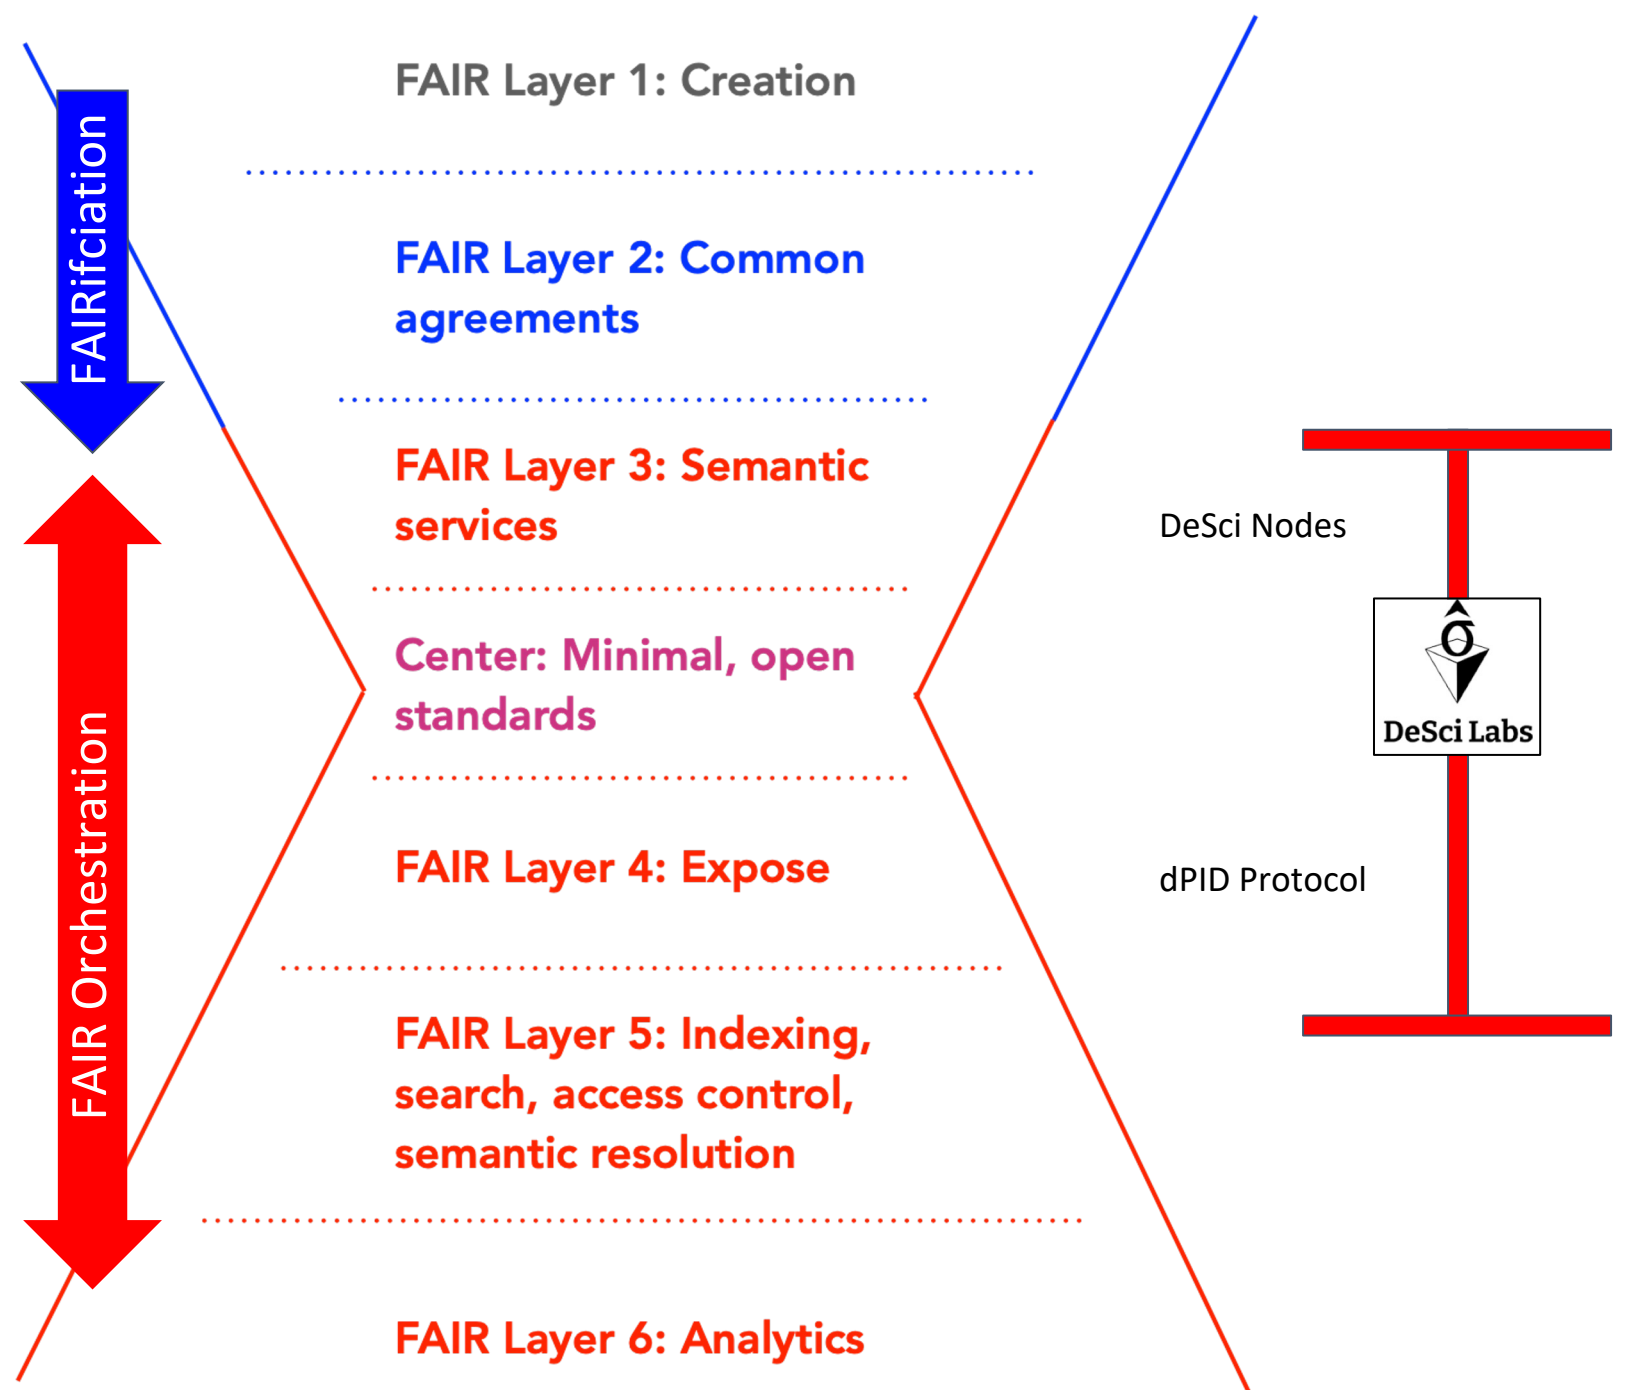 FAIR Layer 1: Creation
FAIRifciation
FAIR Layer 2: Common
agreements
FAIR Layer 3: Semantic
services
DeSci Nodes
Center: Minimal, open
standards
σ
DeSci Labs
FAIR Orchestration
FAIR Layer 4: Expose
dPID Protocol
FAIR Layer 5: Indexing,
search, access control,
semantic resolution
FAIR Layer 6: Analytics